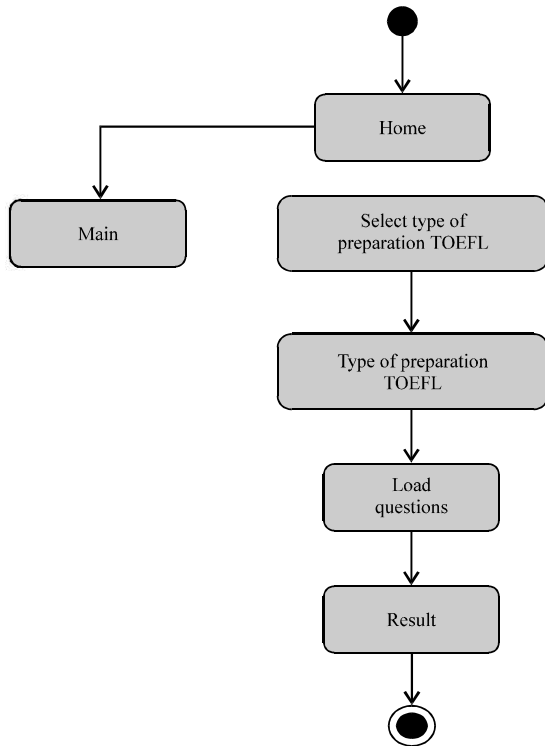 Home
Main
Select type of
preparation TOEFL
Type of preparation
TOEFL
Load
questions
Result